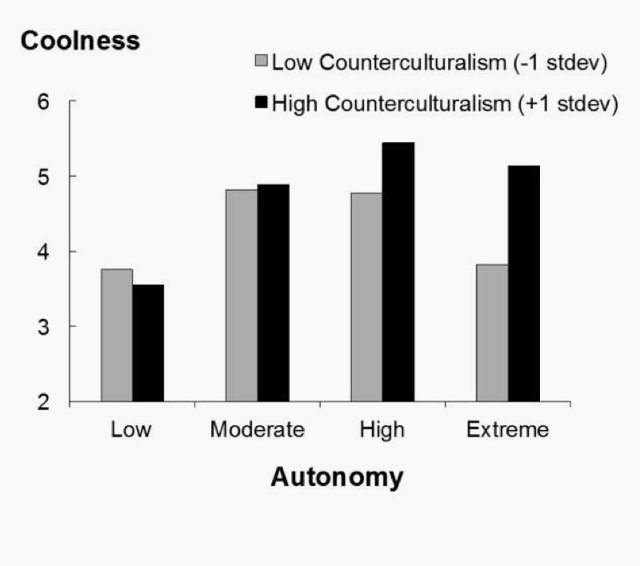 Coolness
Low Counterculturalism (-1 stdev)
High Counterculturalism (+1 stdev)
6
5
4
3
2
Low Moderate High Extreme
Autonomy